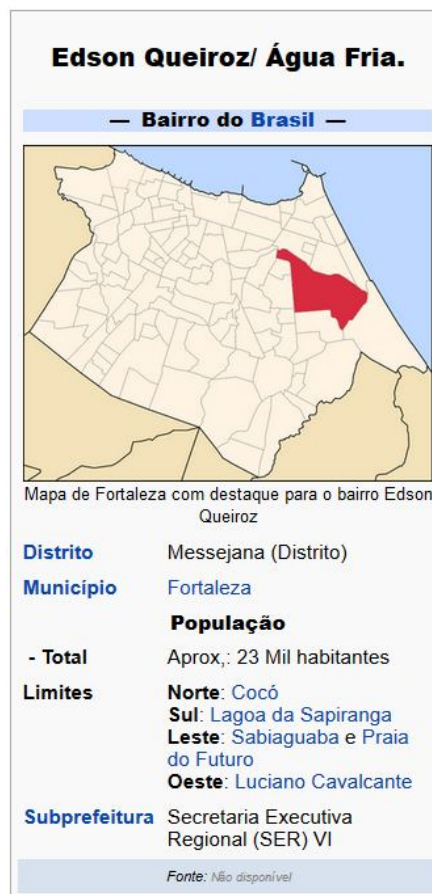 Edson Queiroz/ Água Fria.
— Bairro do Brasil —
Mapa de Fortaleza com destaque para o bairro Edson
Queiroz
Distrito Messejana (Distrito)
Município Fortaleza
População
- Total Aprox,: 23 Mil habitantes
Limites Norte: Cocó
Sul: Lagoa da Sapiranga
Leste: Sabiaguaba e Praia
do Futuro
Oeste: Luciano Cavalcante
Subprefeitura Secretaria Executiva
Regional (SER) VI
Fonte: Não disponível